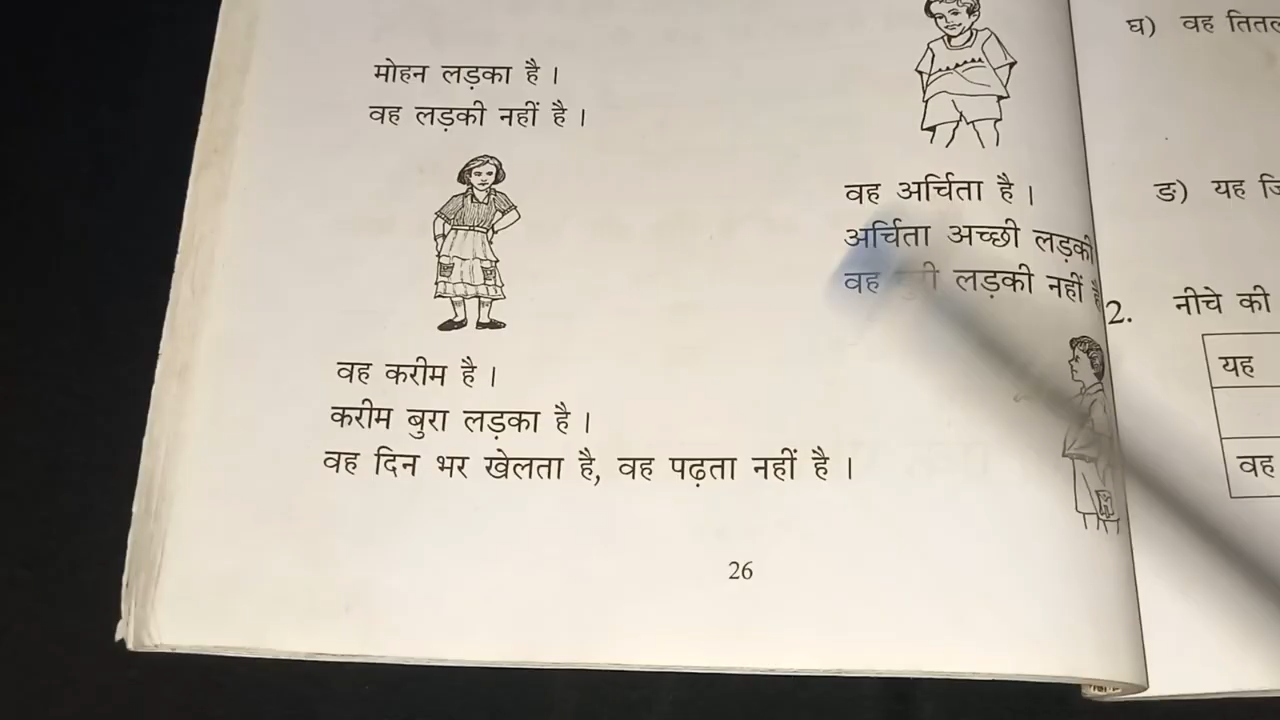 मोहन लड़का है ।
वह लड़की नहीं है ।
वह अर्चिता है ।
अर्चिता अच्छी लड़की
वह लड़की नहीं
वह करीम है ।
करीम बुरा लड़का है ।
वह दिन भर खेलता है, वह पढ़ता नहीं है ।
26
घ) वह
ङ) यह
2. नीचे की
यह
वह